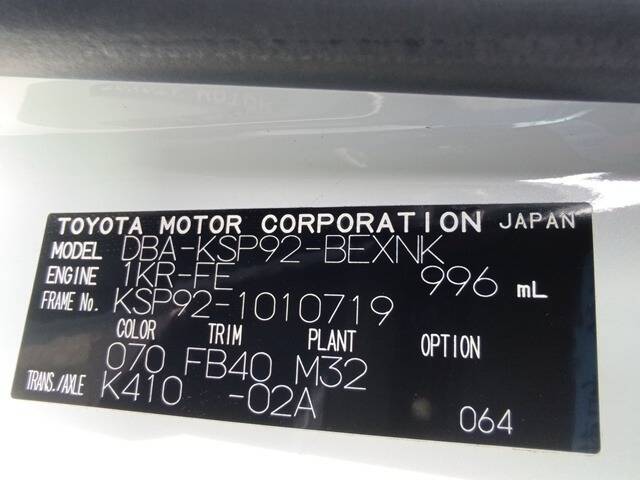 TOYOTA MOTOR CORPORATION JAPAN
MODEL DBA-KSP92-BEXNK
ENGINE 1KR-FE 996 mL
FRAME No. KSP92-1010719
COLOR TRIM PLANT OPTION
070 FB40 M32
TRANS./AXLE K410 -02A
064